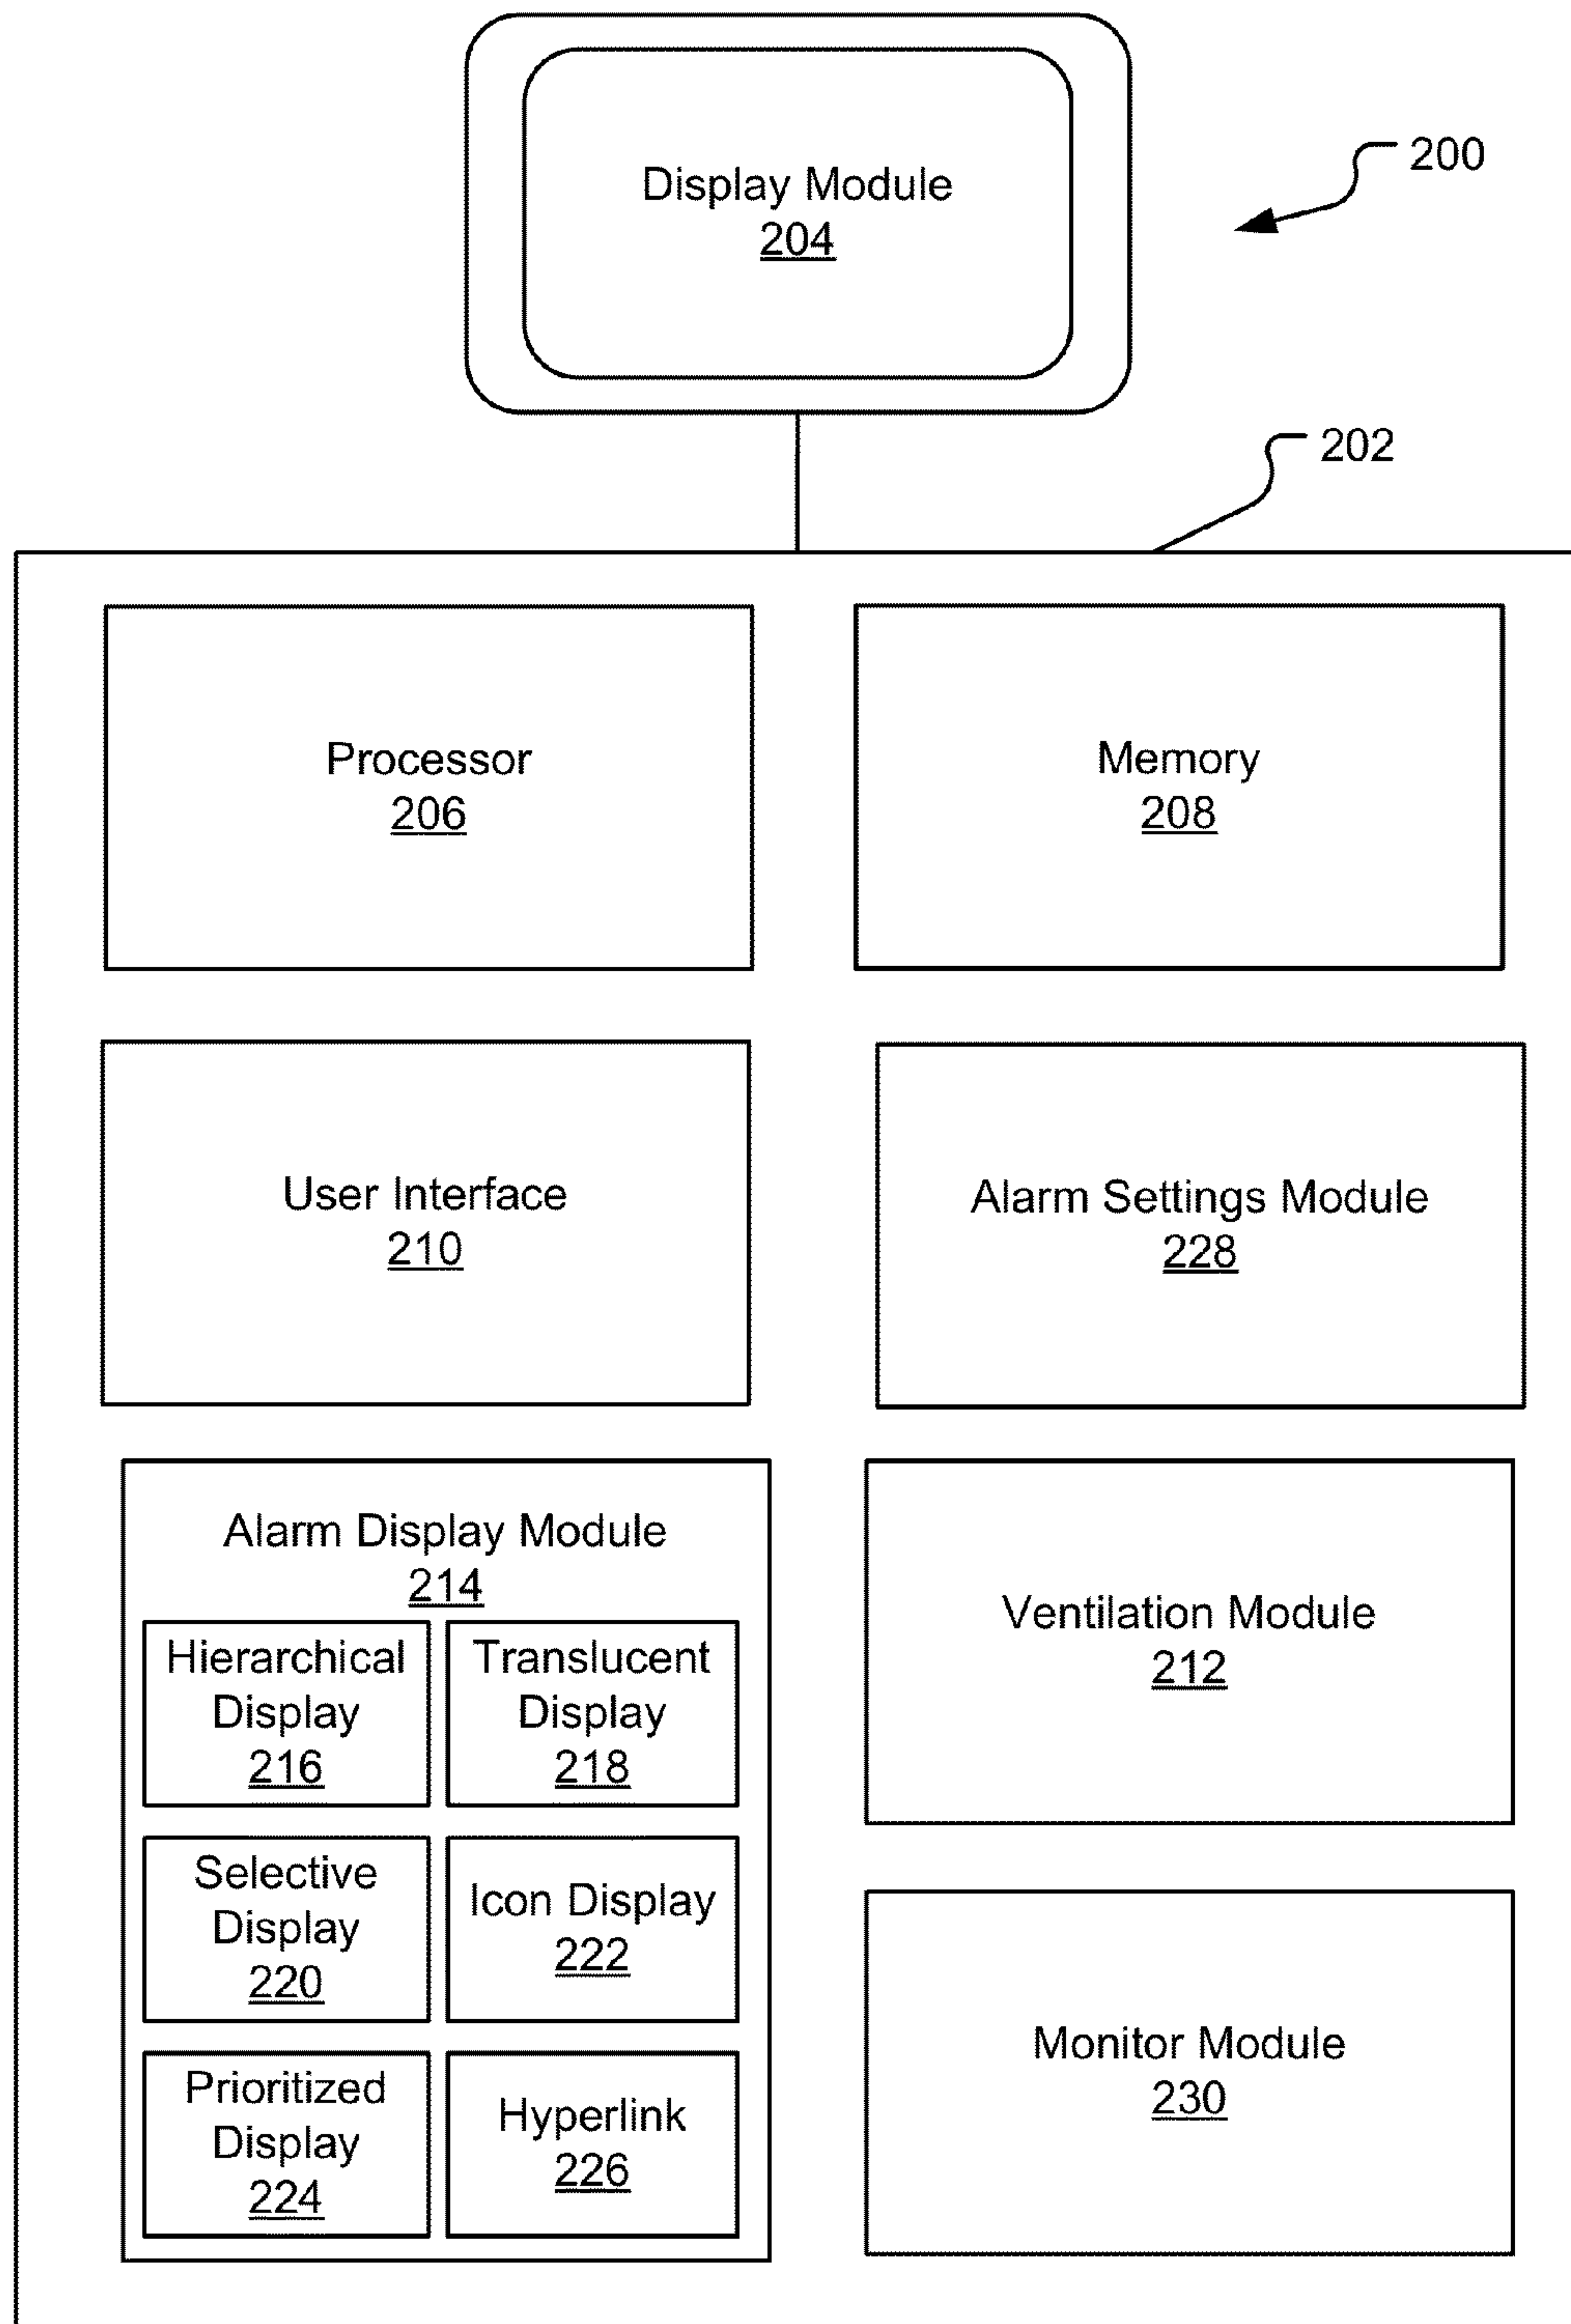 Display Module
204
200
202
Processor
206
Memory
208
User Interface
210
Alarm Settings Module
228
Alarm Display Module
214
Hierarchical
Display
216
Translucent
Display
218
Selective
Display
220
Icon Display
222
Prioritized
Display
224
Hyperlink
226
Ventilation Module
212
Monitor Module
230